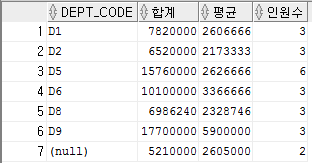 DEPT_CODE 합계 평균 인원수
1 D1 7820000 2606666 3
2 D2 6520000 2173333 3
3 D5 15760000 2626666 6
4 D6 10100000 3366666 3
5 D8 6986240 2328746 3
6 D9 17700000 5900000 3
7 (null) 5210000 2605000 2